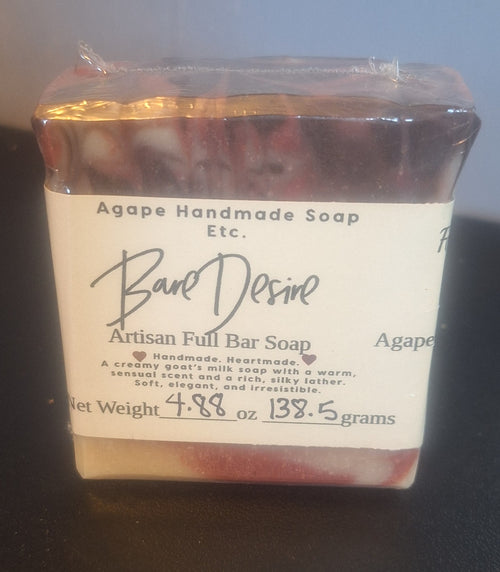 Agape Handmade Soap
Etc.
Bare Desire
Artisan Full Bar Soap
Agape
❤ Handmade. Heartmade. ❤
A creamy goat's milk soap with a warm,
sensual scent and a rich, silky lather.
Soft, elegant, and irresistible.
Net Weight 4.88 oz 138.5 grams